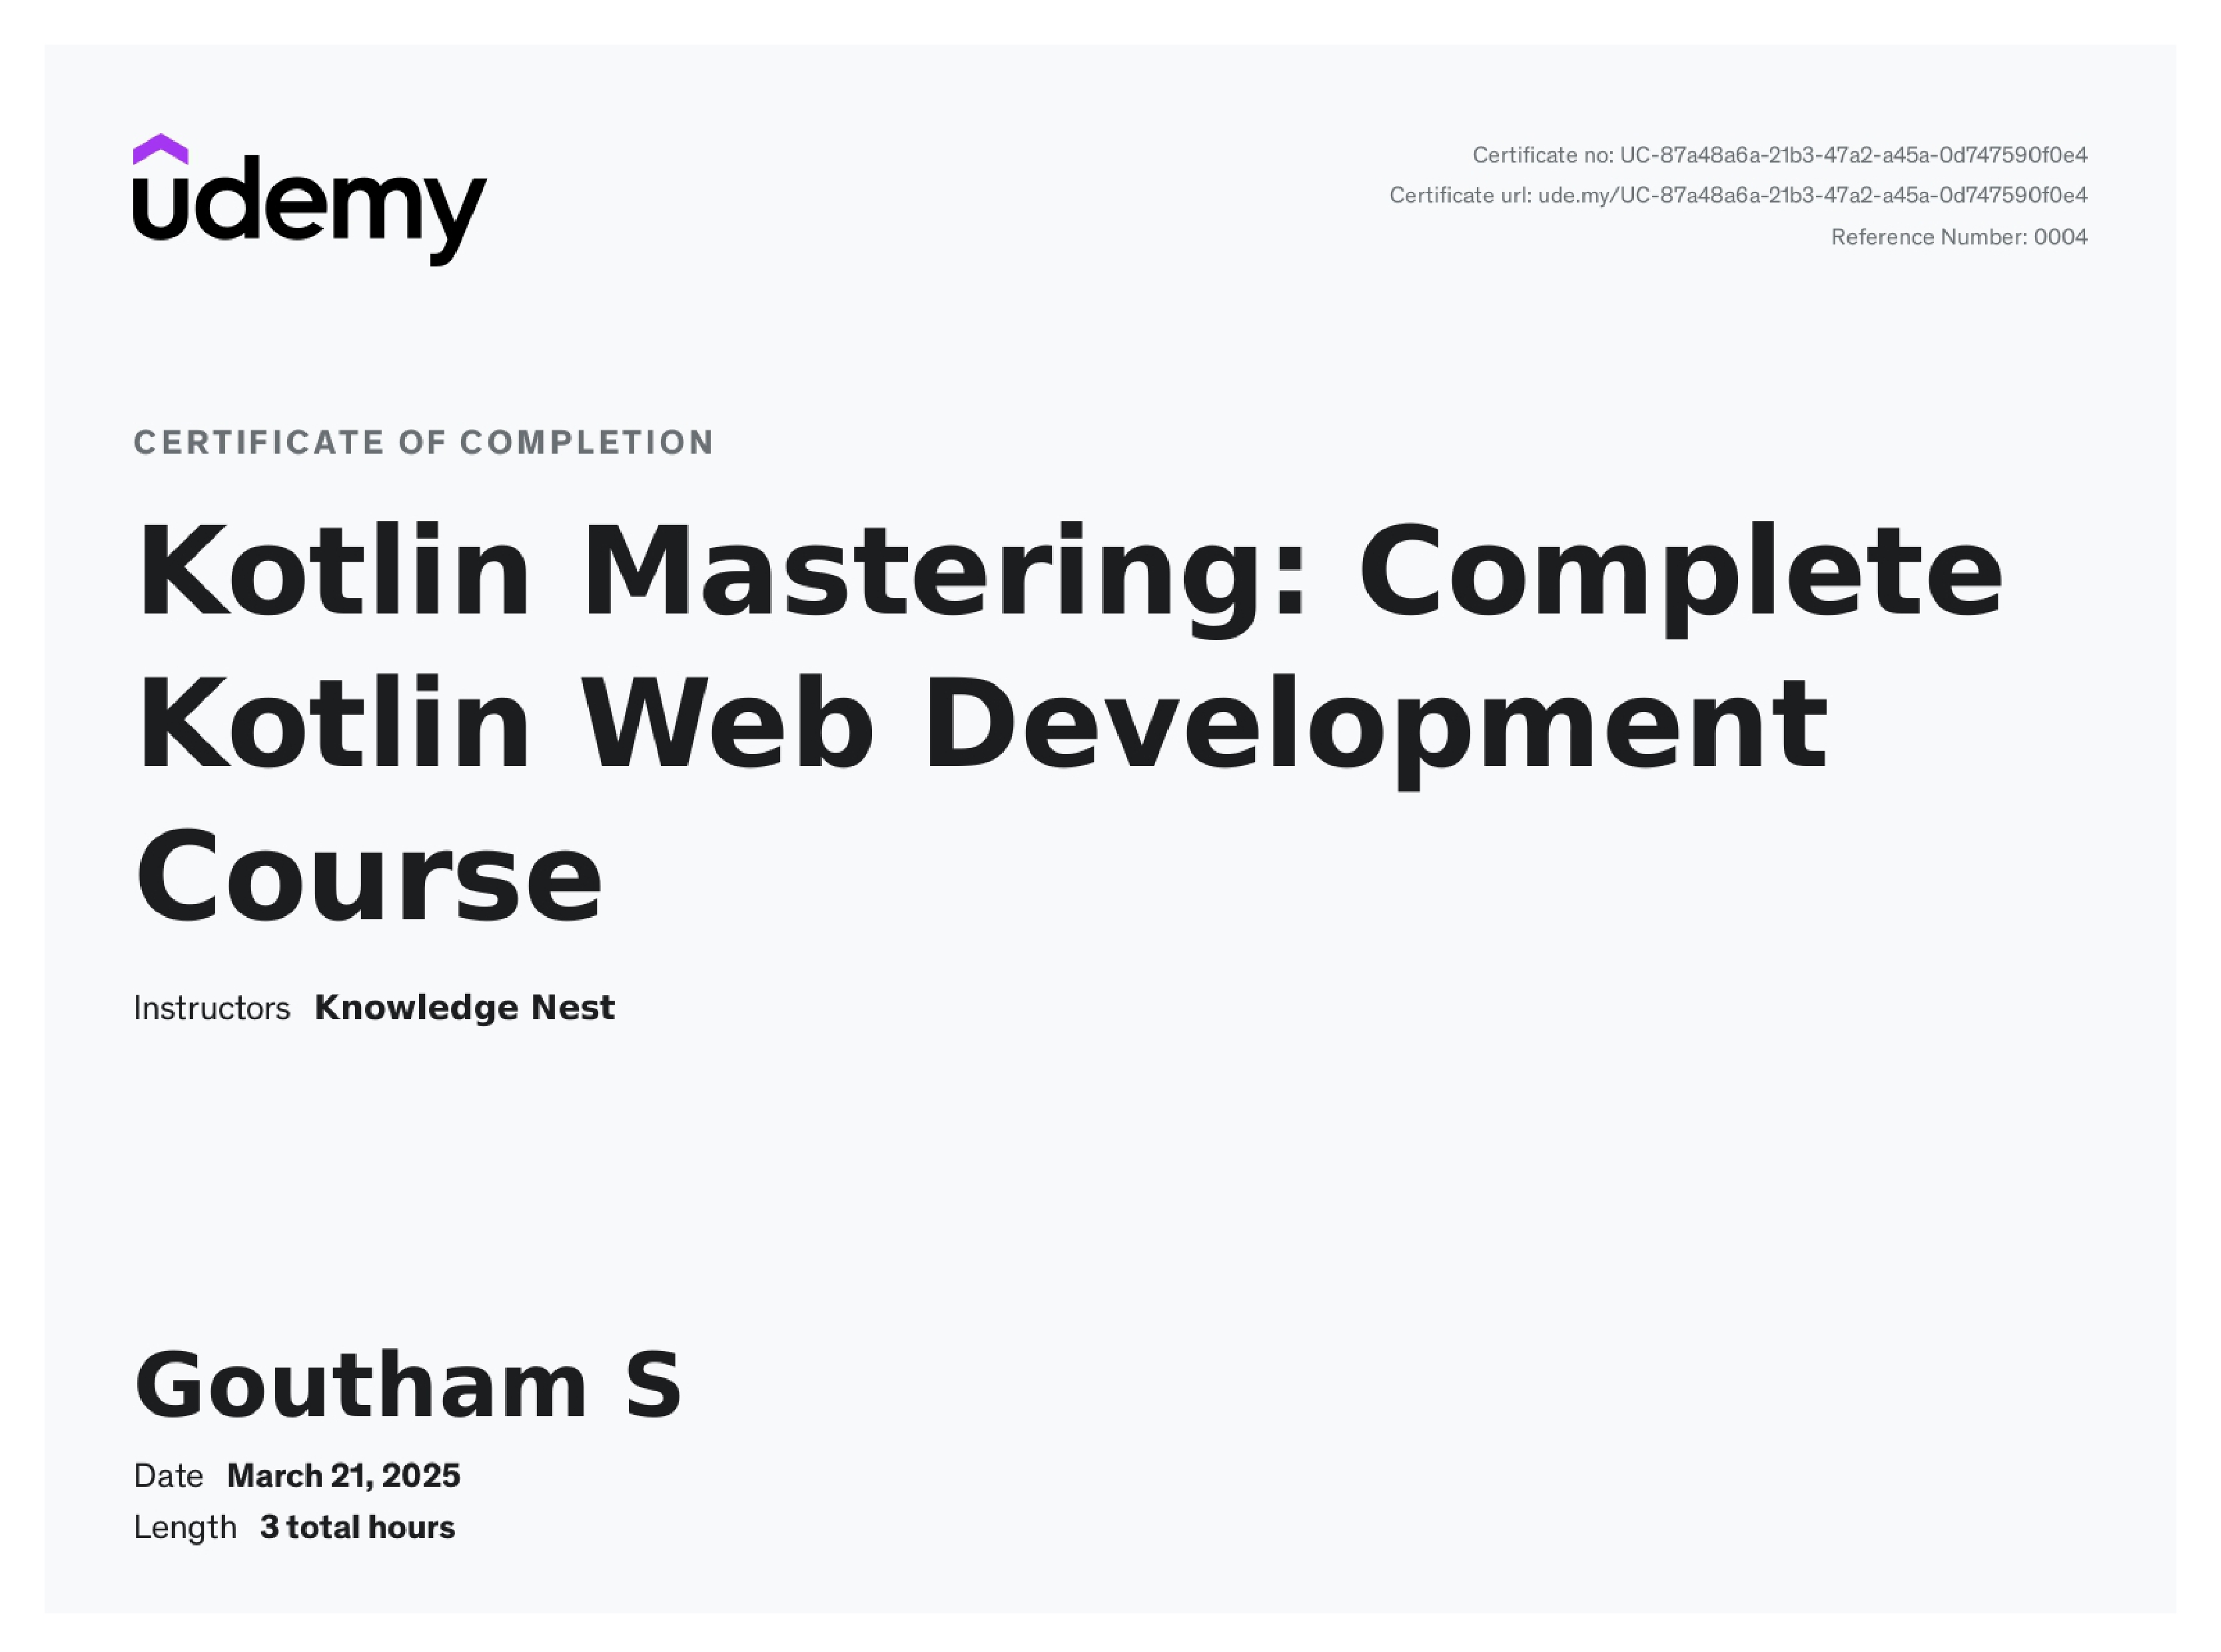 udemy
Certificate no: UC-87a48a6a-21b3-47a2-a45a-0d747590f0e4
Certificate url: ude.my/UC-87a48a6a-21b3-47a2-a45a-0d747590f0e4
Reference Number: 0004
CERTIFICATE OF COMPLETION
Kotlin Mastering: Complete
Kotlin Web Development
Course
Instructors Knowledge Nest
Goutham S
Date March 21, 2025
Length 3 total hours